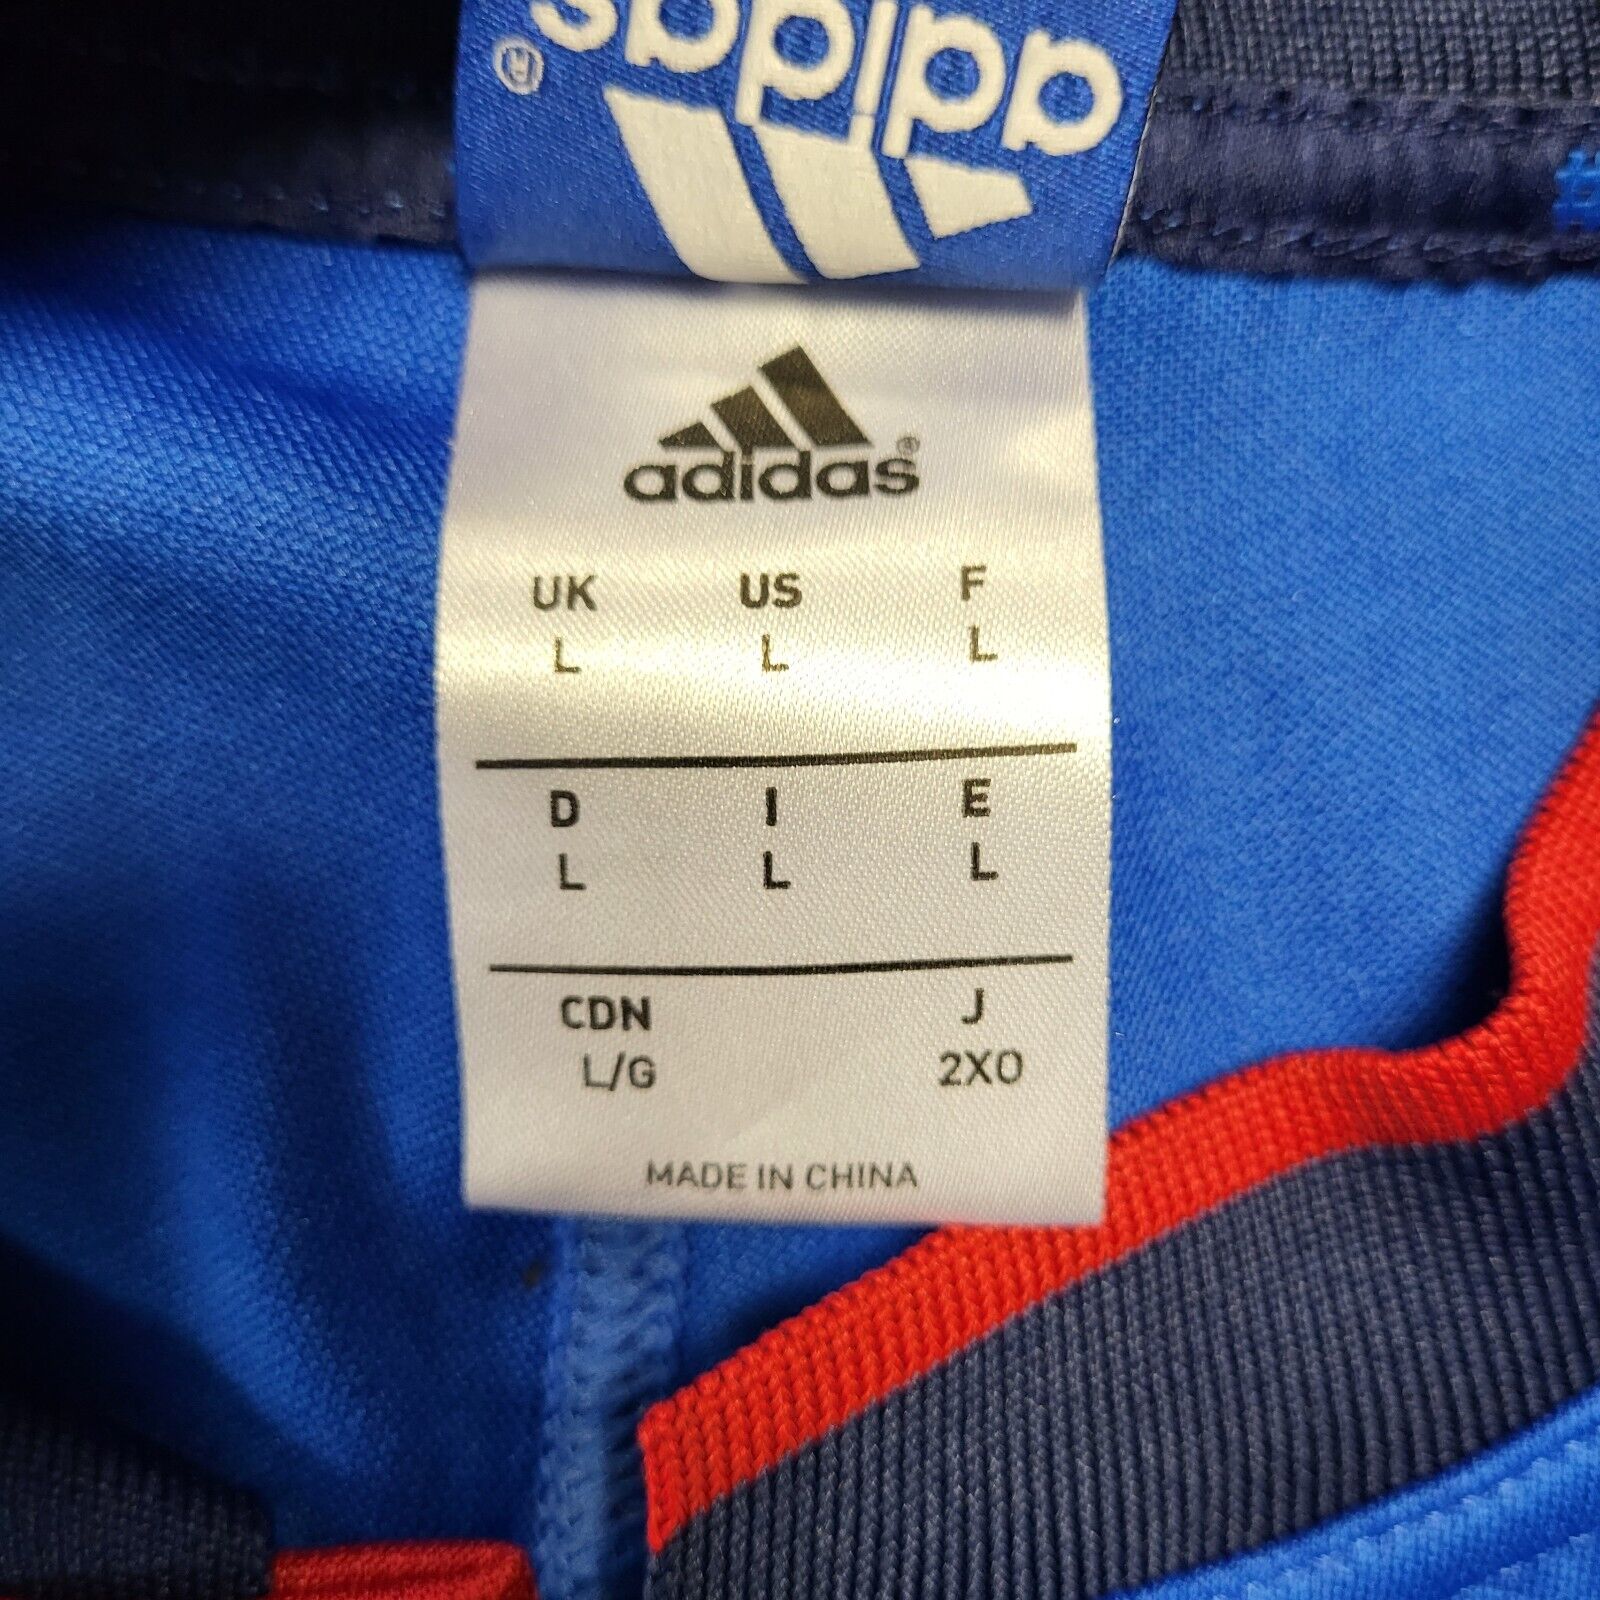 adidas ®
adidas®
UK US F
L L L
D I E
L L L
CDN J
L/G 2XO
MADE IN CHINA